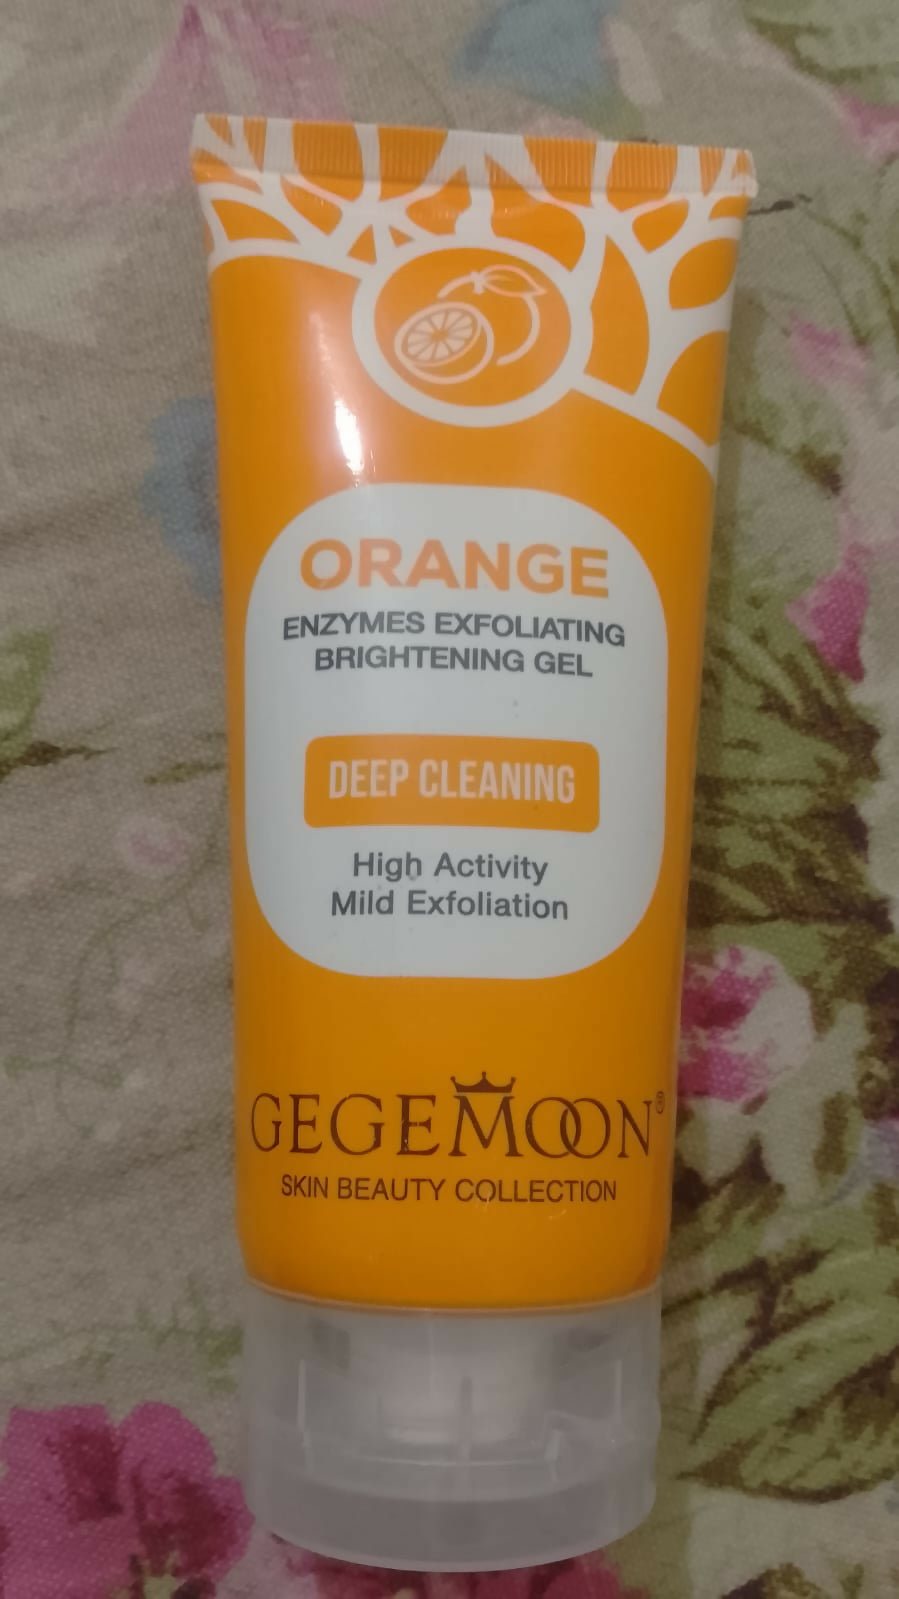 ORANGE
ENZYMES EXFOLIATING
BRIGHTENING GEL
DEEP CLEANING
High Activity
Mild Exfoliation
GEGEMOON®
SKIN BEAUTY COLLECTION